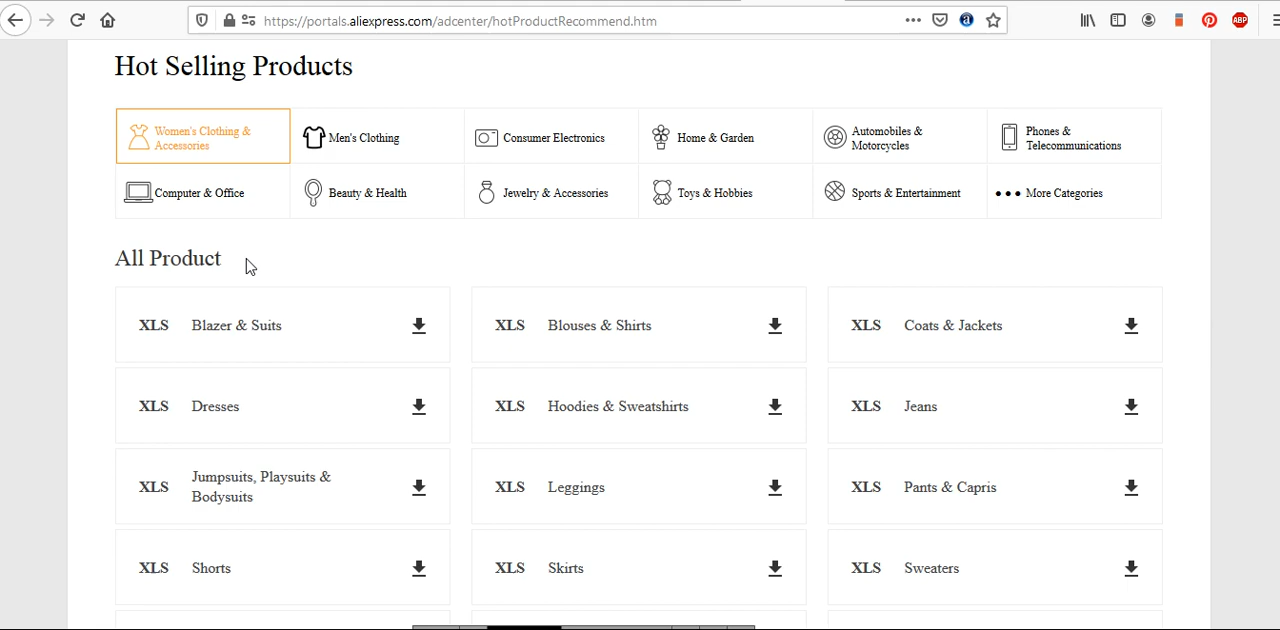 https://portals.aliexpress.com/adcenter/hotProductRecommend.htm
a
ABP
Hot Selling Products
Women's Clothing &
Accessories
Men's Clothing
Consumer Electronics
Home & Garden
Automobiles &
Motorcycles
Phones &
Telecommunications
Computer & Office
Beauty & Health
Jewelry & Accessories
Toys & Hobbies
Sports & Entertainment
More Categories
All Product
XLS Blazer & Suits
XLS Blouses & Shirts
XLS Coats & Jackets
XLS Dresses
XLS Hoodies & Sweatshirts
XLS Jeans
XLS Jumpsuits, Playsuits &
Bodysuits
XLS Leggings
XLS Pants & Capris
XLS Shorts
XLS Skirts
XLS Sweaters